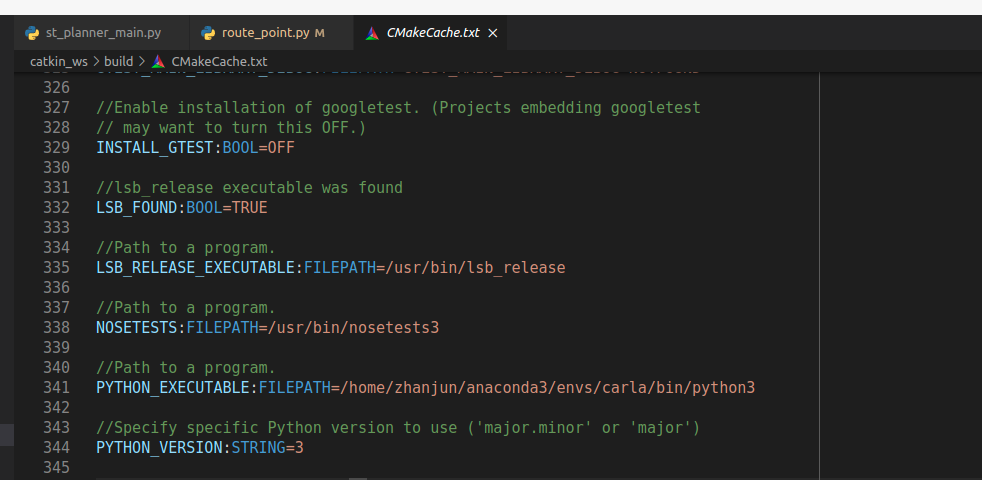 st_planner_main.py
route_point.py M
CMakeCache.txt
catkin_ws > build > CMakeCache.txt
326
327 //Enable installation of googletest. (Projects embedding googletest
328 // may want to turn this OFF.)
329 INSTALL_GTEST:BOOL=OFF
330
331 //lsb_release executable was found
332 LSB_FOUND:BOOL=TRUE
333
334 //Path to a program.
335 LSB_RELEASE_EXECUTABLE:FILEPATH=/usr/bin/lsb_release
336
337 //Path to a program.
338 NOSETESTS:FILEPATH=/usr/bin/nosetests3
339
340 //Path to a program.
341 PYTHON_EXECUTABLE:FILEPATH=/home/zhanjun/anaconda3/envs/carla/bin/python3
342
343 //Specify specific Python version to use ('major.minor' or 'major')
344 PYTHON_VERSION:STRING=3
345